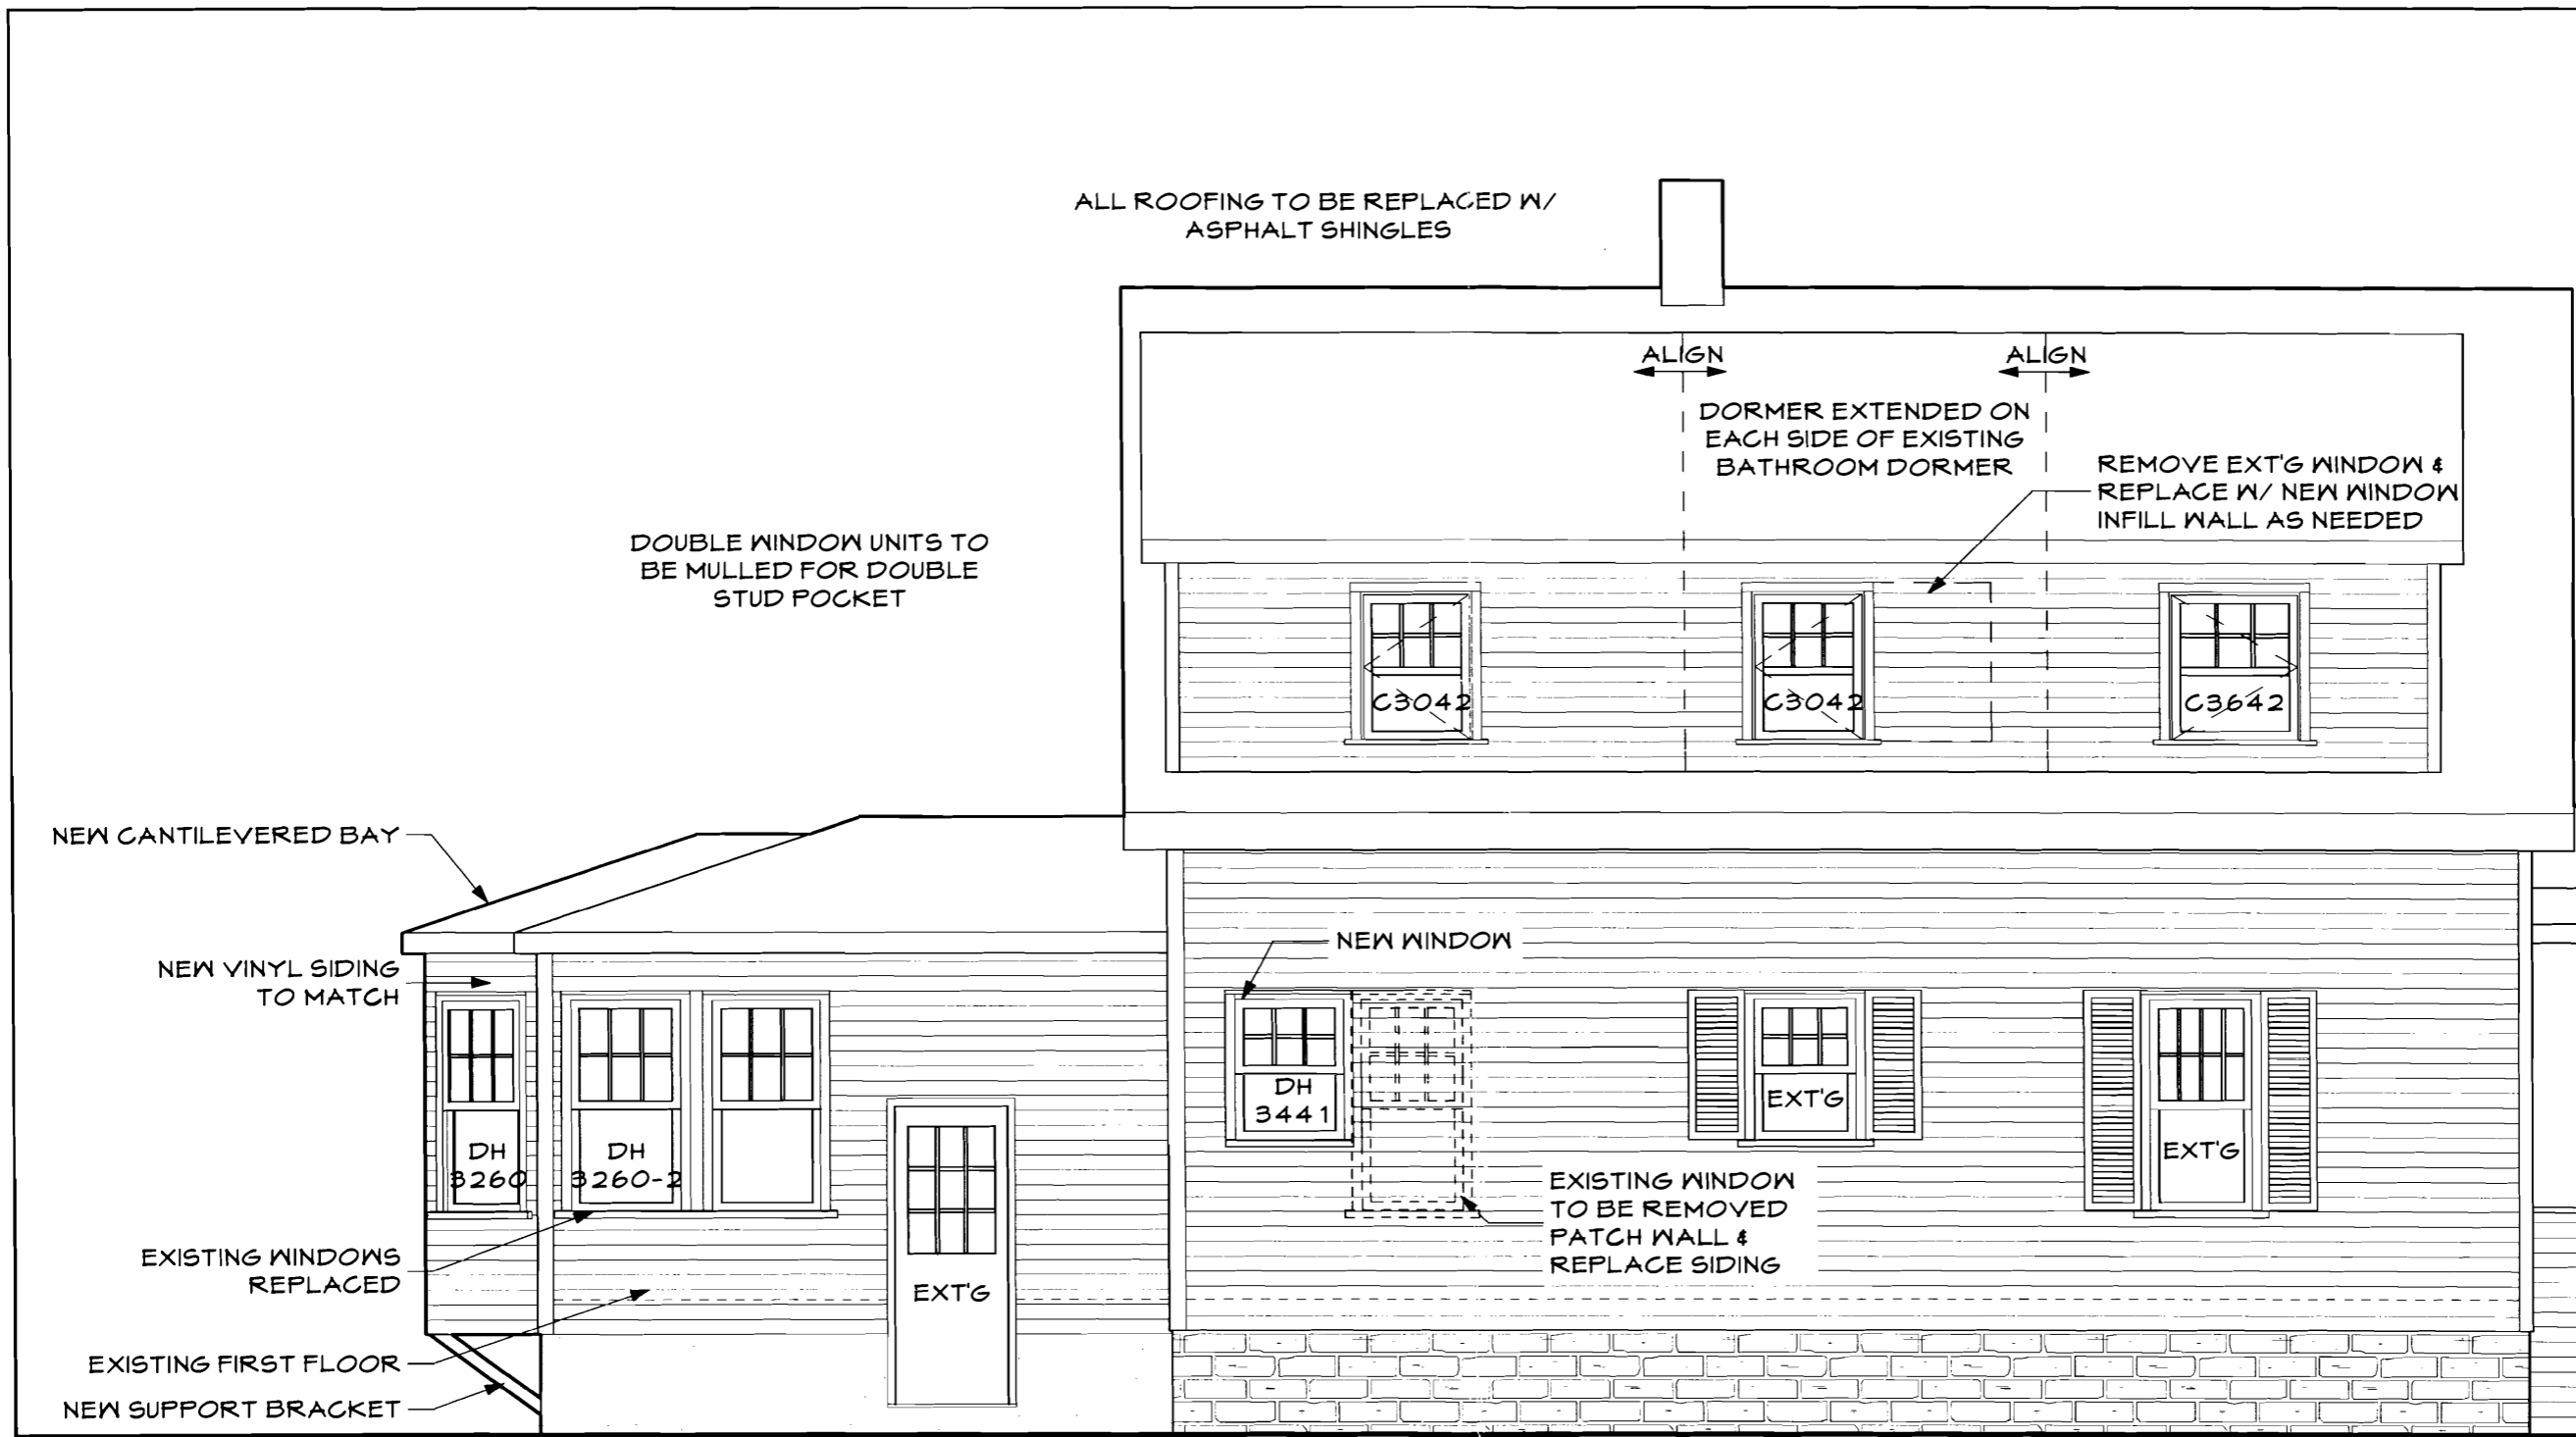 ALL ROOFING TO BE REPLACED W/
ASPHALT SHINGLES
ALIGN
ALIGN
DORMER EXTENDED ON
EACH SIDE OF EXISTING
BATHROOM DORMER
REMOVE EXT'G WINDOW &
REPLACE W/ NEW WINDOW
INFILL WALL AS NEEDED
DOUBLE WINDOW UNITS TO
BE MULLED FOR DOUBLE
STUD POCKET
C3042
C3042
C3642
NEW CANTILEVERED BAY
NEW VINYL SIDING
TO MATCH
NEW WINDOW
DH
3441
EXT'G
EXT'G
DH
3260
DH
3260-2
EXISTING WINDOW
TO BE REMOVED
PATCH WALL &
REPLACE SIDING
EXISTING WINDOWS
REPLACED
EXT'G
EXISTING FIRST FLOOR
NEW SUPPORT BRACKET